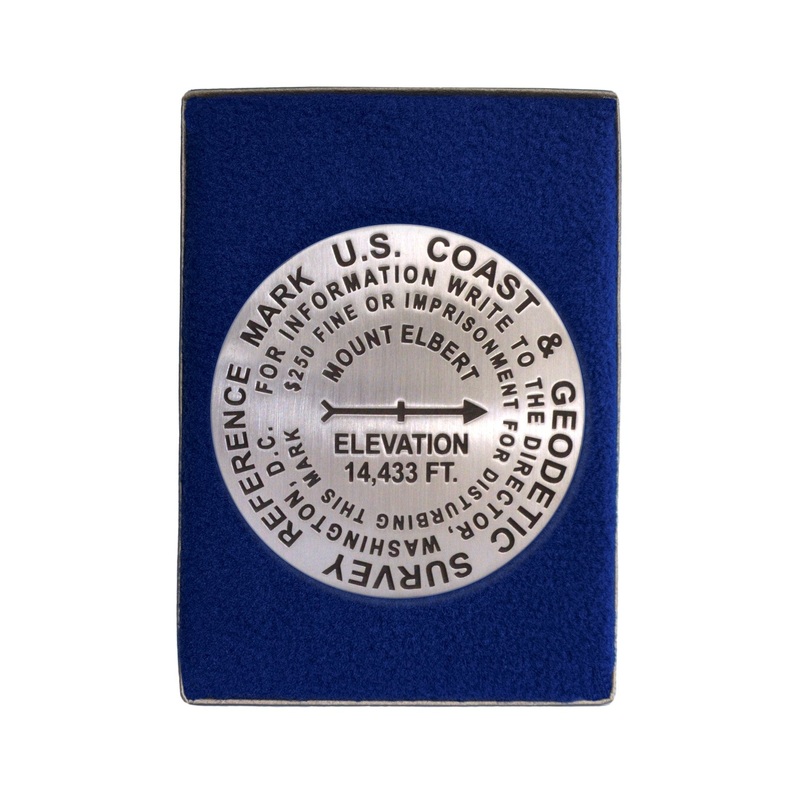 U.S. COAST & GEODETIC SURVEY REFERENCE MARK
FOR INFORMATION WRITE TO THE DIRECTOR, WASHINGTON, D.C.
$250 FINE OR IMPRISONMENT FOR DISTURBING THIS MARK
MOUNT ELBERT
ELEVATION
14,433 FT.